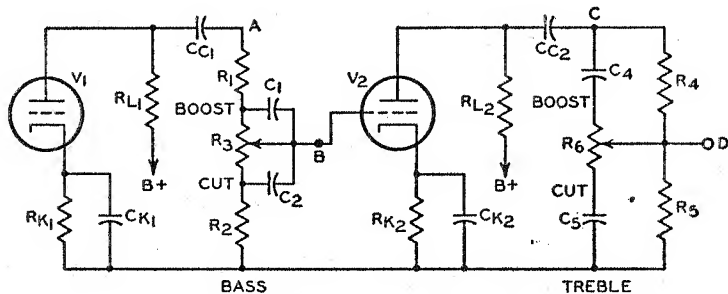 A
C
CC1
CC2
V1
RL1
R1
C1
BOOST
R3
B
CUT
C2
B+
RK1
CK1
R2
BASS
V2
RL2
B+
RK2
CK2
C4
BOOST
R4
R6
D
CUT
C5
R5
TREBLE